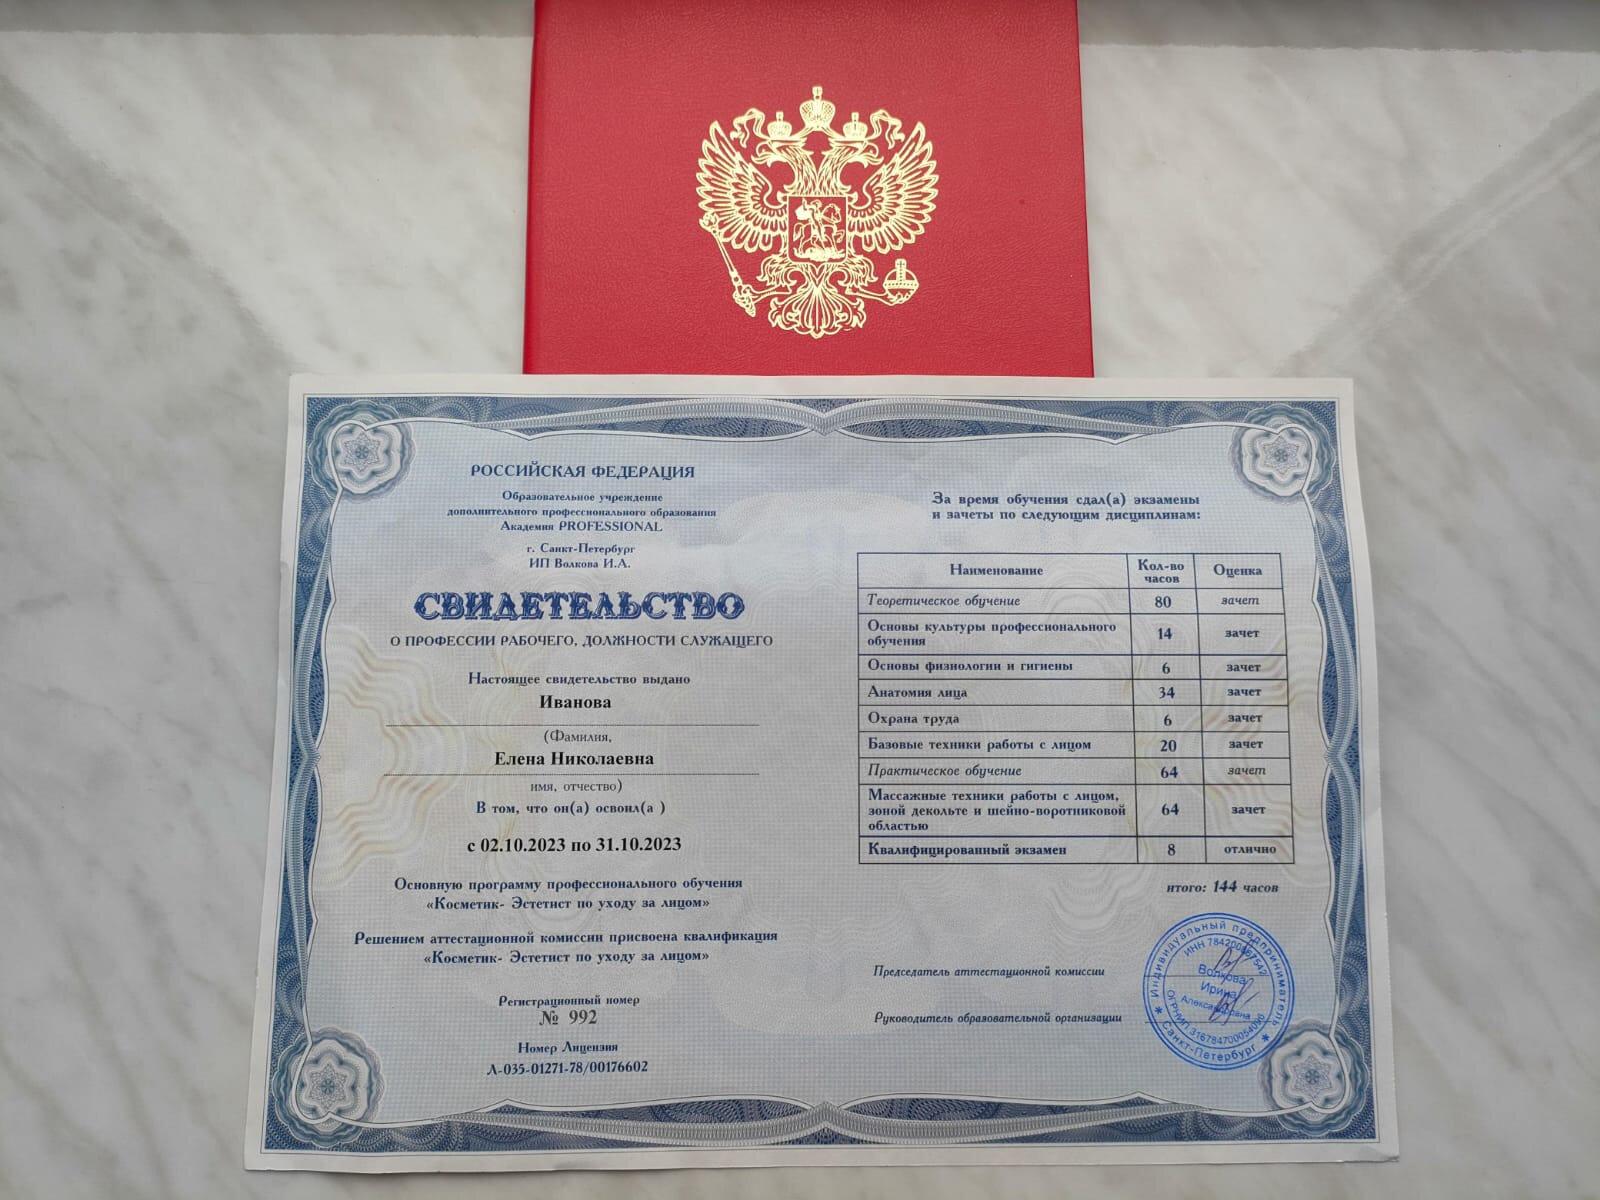 РОССИЙСКАЯ ФЕДЕРАЦИЯ
Образовательное учреждение
дополнительного профессионального образования
Академия PROFESSIONAL
г. Санкт-Петербург
ИП Волкова И.А.
СВИДЕТЕЛЬСТВО
О ПРОФЕССИИ РАБОЧЕГО, ДОЛЖНОСТИ СЛУЖАЩЕГО
Настоящее свидетельство выдано
Иванова
(Фамилия,
Елена Николаевна
имя, отчество)
В том, что он(а) освоил(а )
с 02.10.2023 по 31.10.2023
Основную программу профессионального обучения
«Косметик- Эстетист по уходу за лицом»
Решением аттестационной комиссии присвоена квалификация
«Косметик- Эстетист по уходу за лицом»
Регистрационный номер
№ 992
Номер Лицензия
Л-035-01271-78/00176602
За время обучения сдал(а) экзамены
и зачеты по следующим дисциплинам:
Наименование Кол-во часов Оценка
Теоретическое обучение 80 зачет
Основы культуры профессионального
обучения 14 зачет
Основы физиологии и гигиены 6 зачет
Анатомия лица 34 зачет
Охрана труда 6 зачет
Базовые техники работы с лицом 20 зачет
Практическое обучение 64 зачет
Массажные техники работы с лицом,
зоной декольте и шейно-воротниковой 64 зачет
областью
Квалифицированный экзамен 8 отлично
итого: 144 часов
Председатель аттестационной комиссии
Руководитель образовательной организации
Индивидуальный предприниматель
Волкова
Ирина
Александровна
ОГРНИП
Санкт-Петербург
ИНН